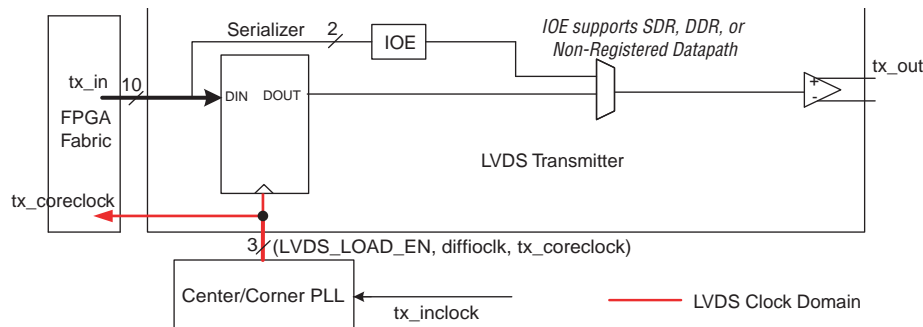 Serializer
2
IOE
IOE supports SDR, DDR, or
Non-Registered Datapath
tx_in
10
DIN
DOUT
+
-
tx_out
FPGA
Fabric
LVDS Transmitter
tx_coreclock
3
(LVDS_LOAD_EN, diffioclk, tx_coreclock)
Center/Corner PLL
tx_inclock
LVDS Clock Domain